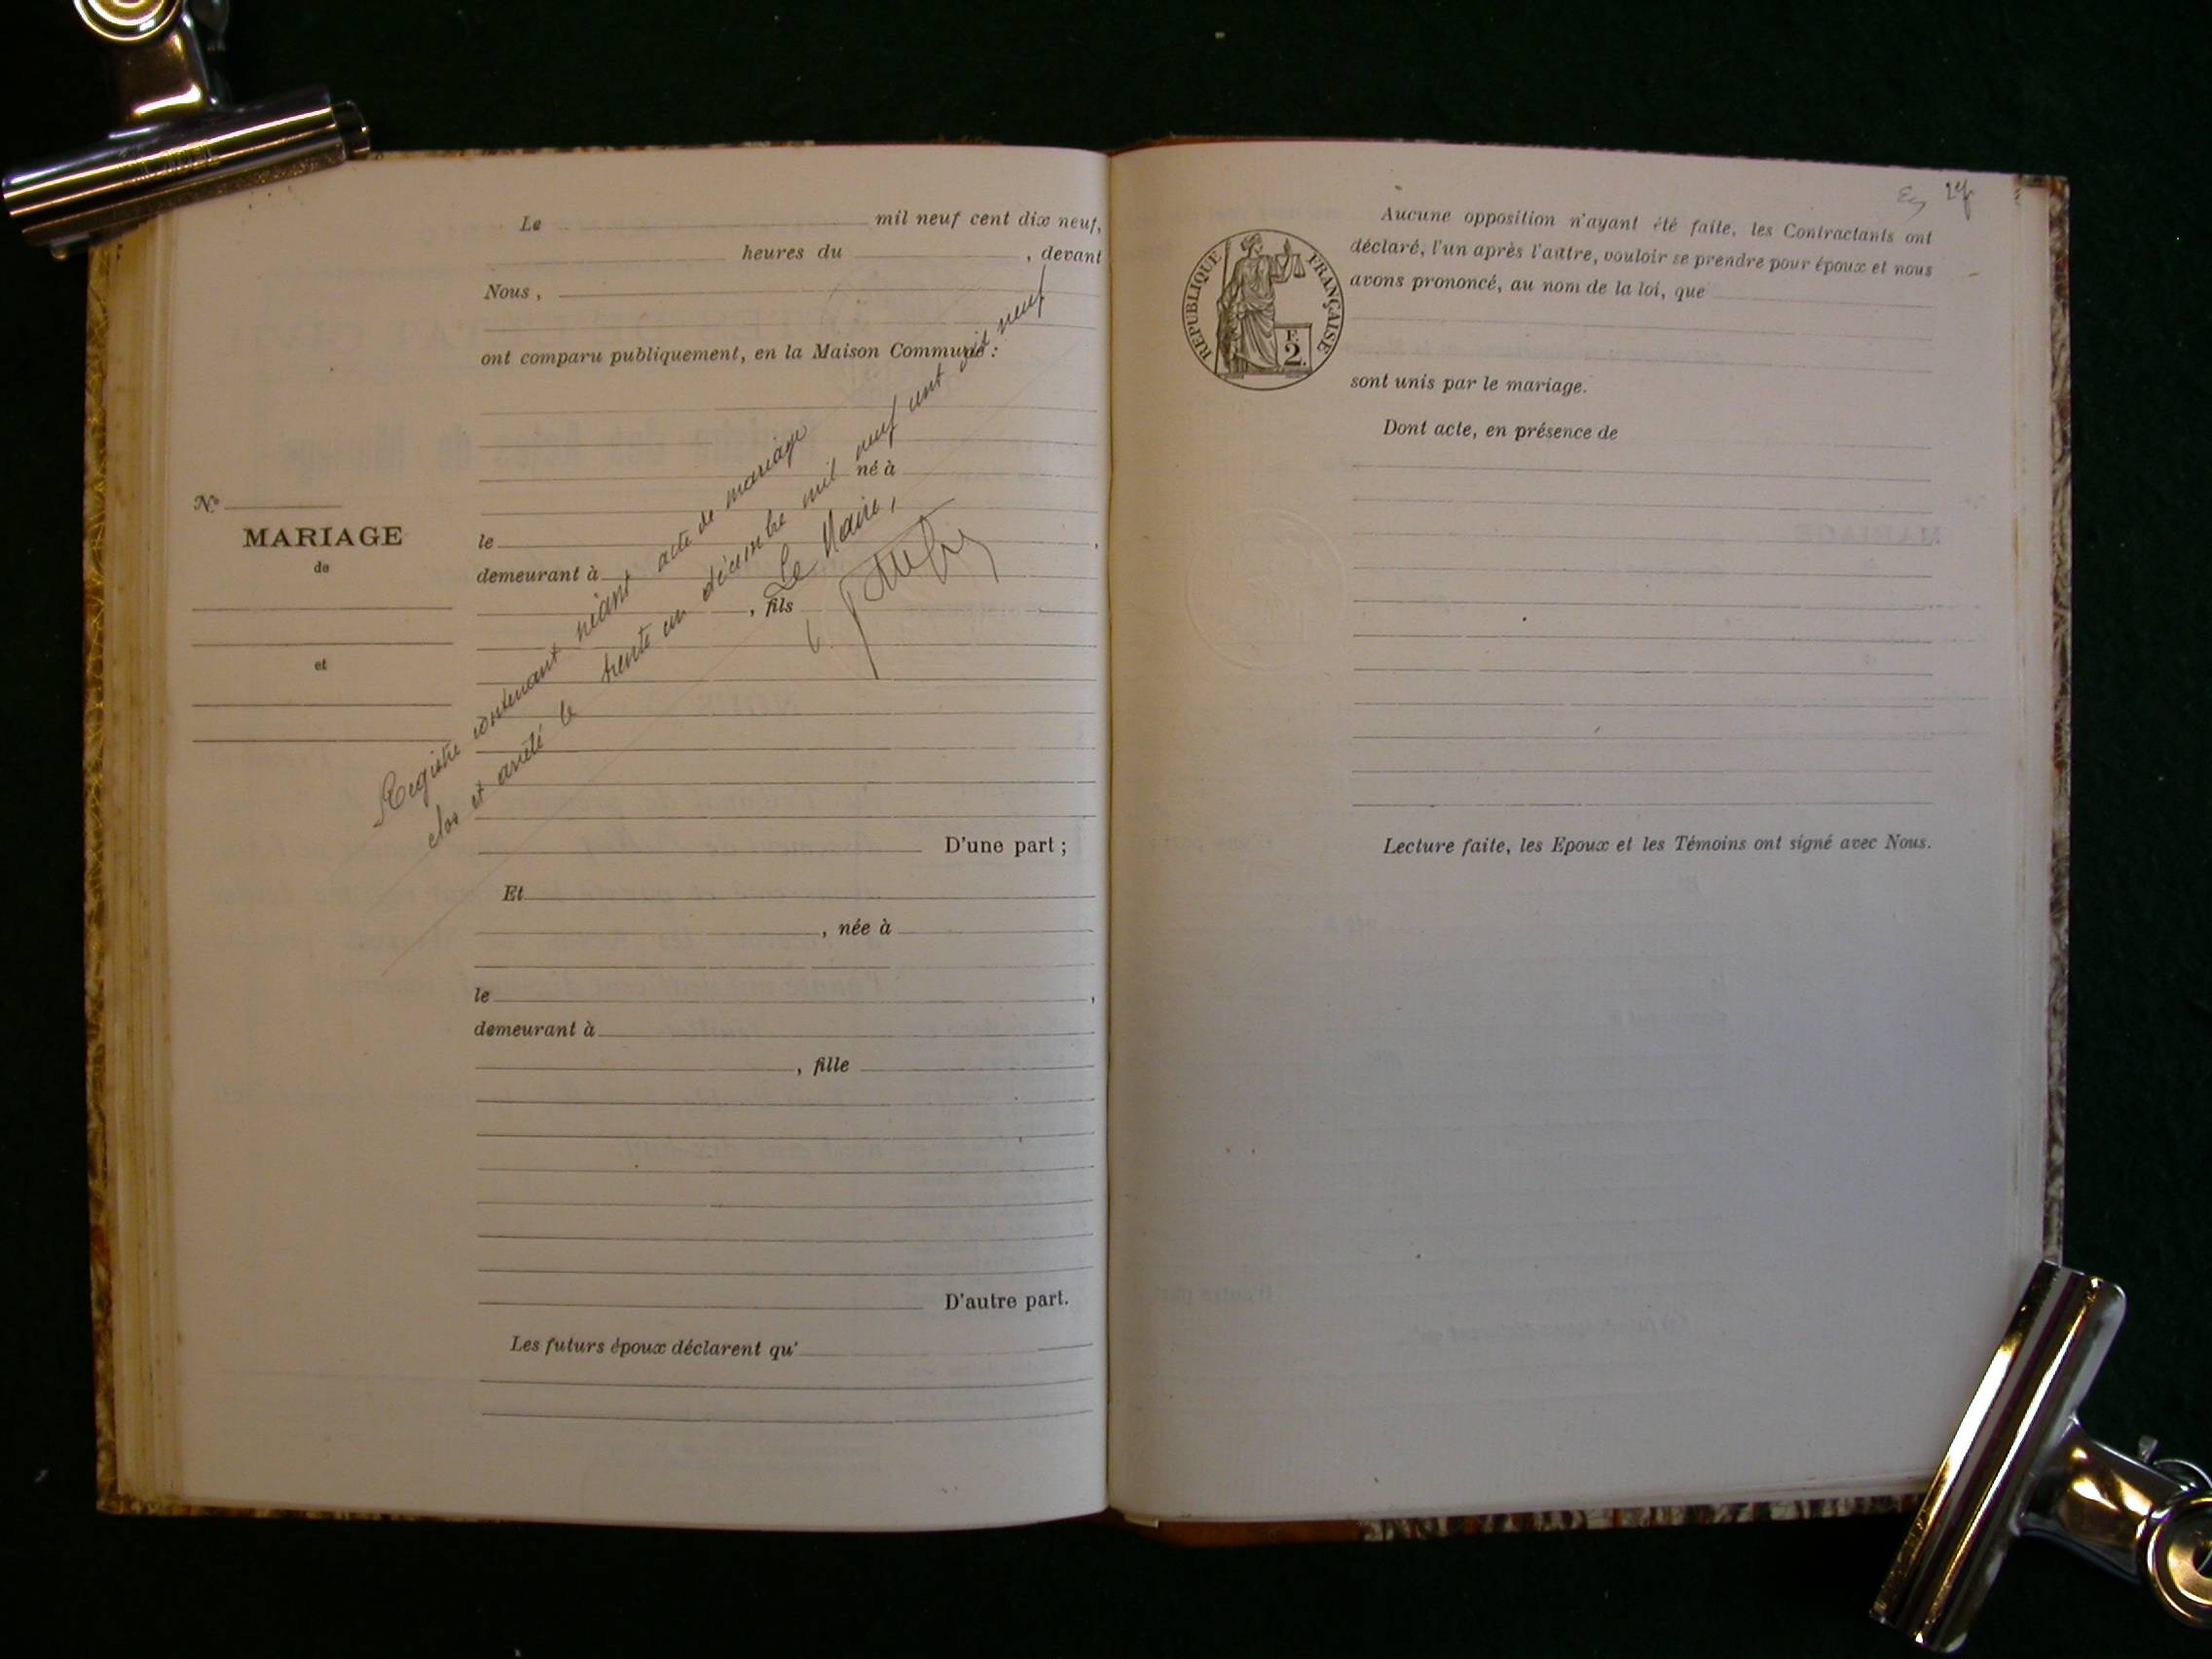 Le mil neuf cent dix neuf,
heures du , devant
Nous,
ont comparu publiquement, en la Maison Commune :
né à
le ,
demeurant à
, fils
D'une part ;
Et
, née à
le ,
demeurant à
, fille
D'autre part.
Les futurs époux déclarent qu'
N°
MARIAGE
de
et
Registre contenant néant acte de mariage
clos et arrêté le trente un décembre mil neuf cent dix neuf
Le Maire,
RÉPUBLIQUE FRANÇAISE
F.
2.
Aucune opposition n'ayant été faite, les Contractants ont
déclaré, l'un après l'autre, vouloir se prendre pour époux et nous
avons prononcé, au nom de la loi, que
sont unis par le mariage.
Dont acte, en présence de
Lecture faite, les Epoux et les Témoins ont signé avec Nous.